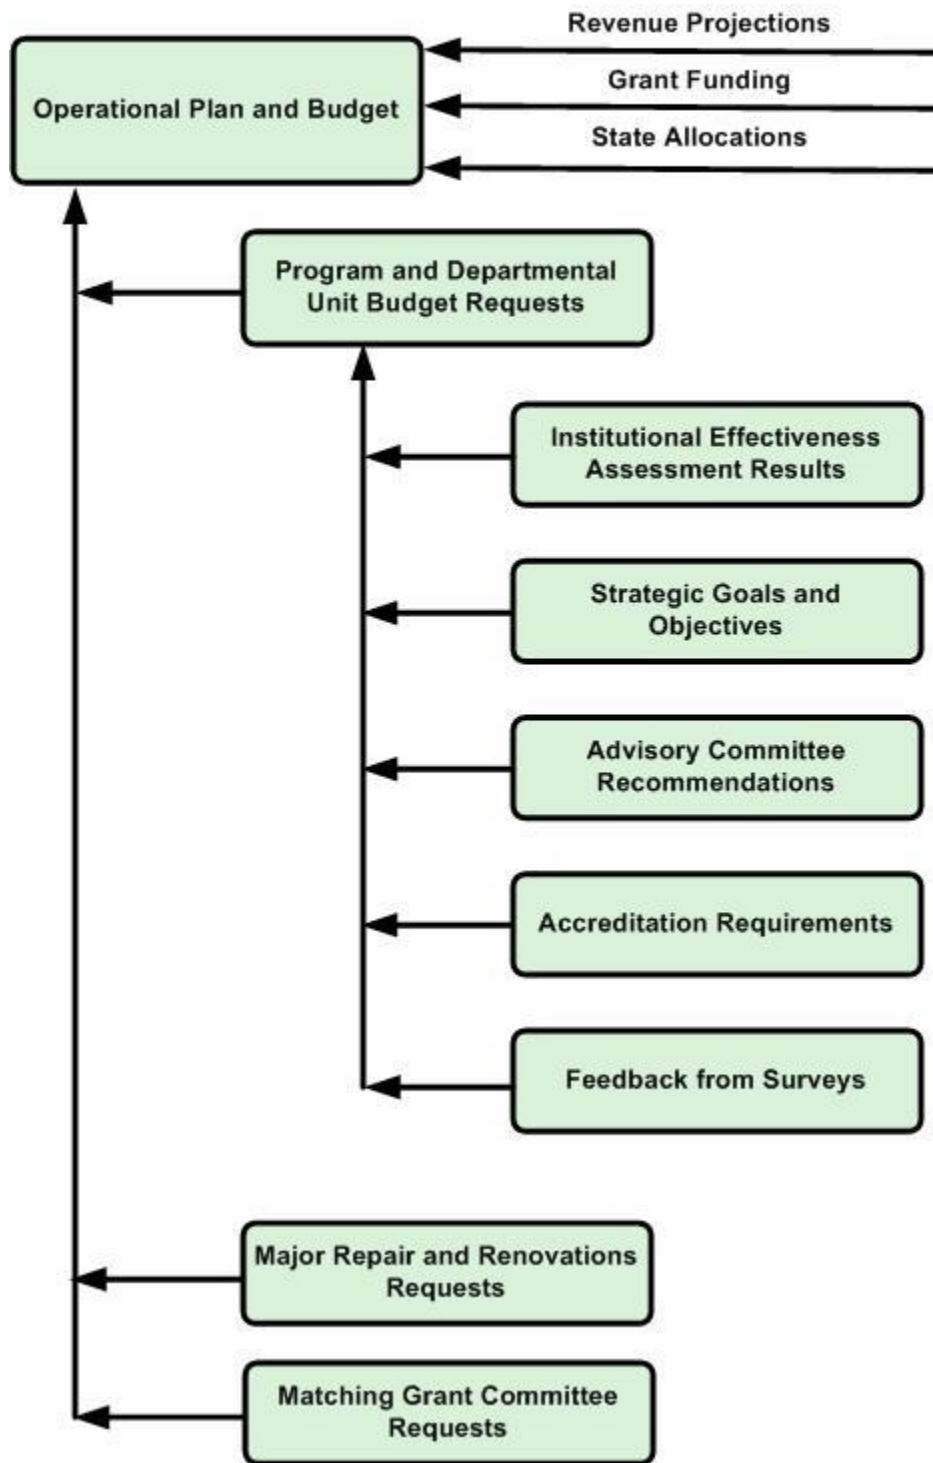 Revenue Projections
Grant Funding
State Allocations
Operational Plan and Budget
Program and Departmental
Unit Budget Requests
Institutional Effectiveness
Assessment Results
Strategic Goals and
Objectives
Advisory Committee
Recommendations
Accreditation Requirements
Feedback from Surveys
Major Repair and Renovations
Requests
Matching Grant Committee
Requests